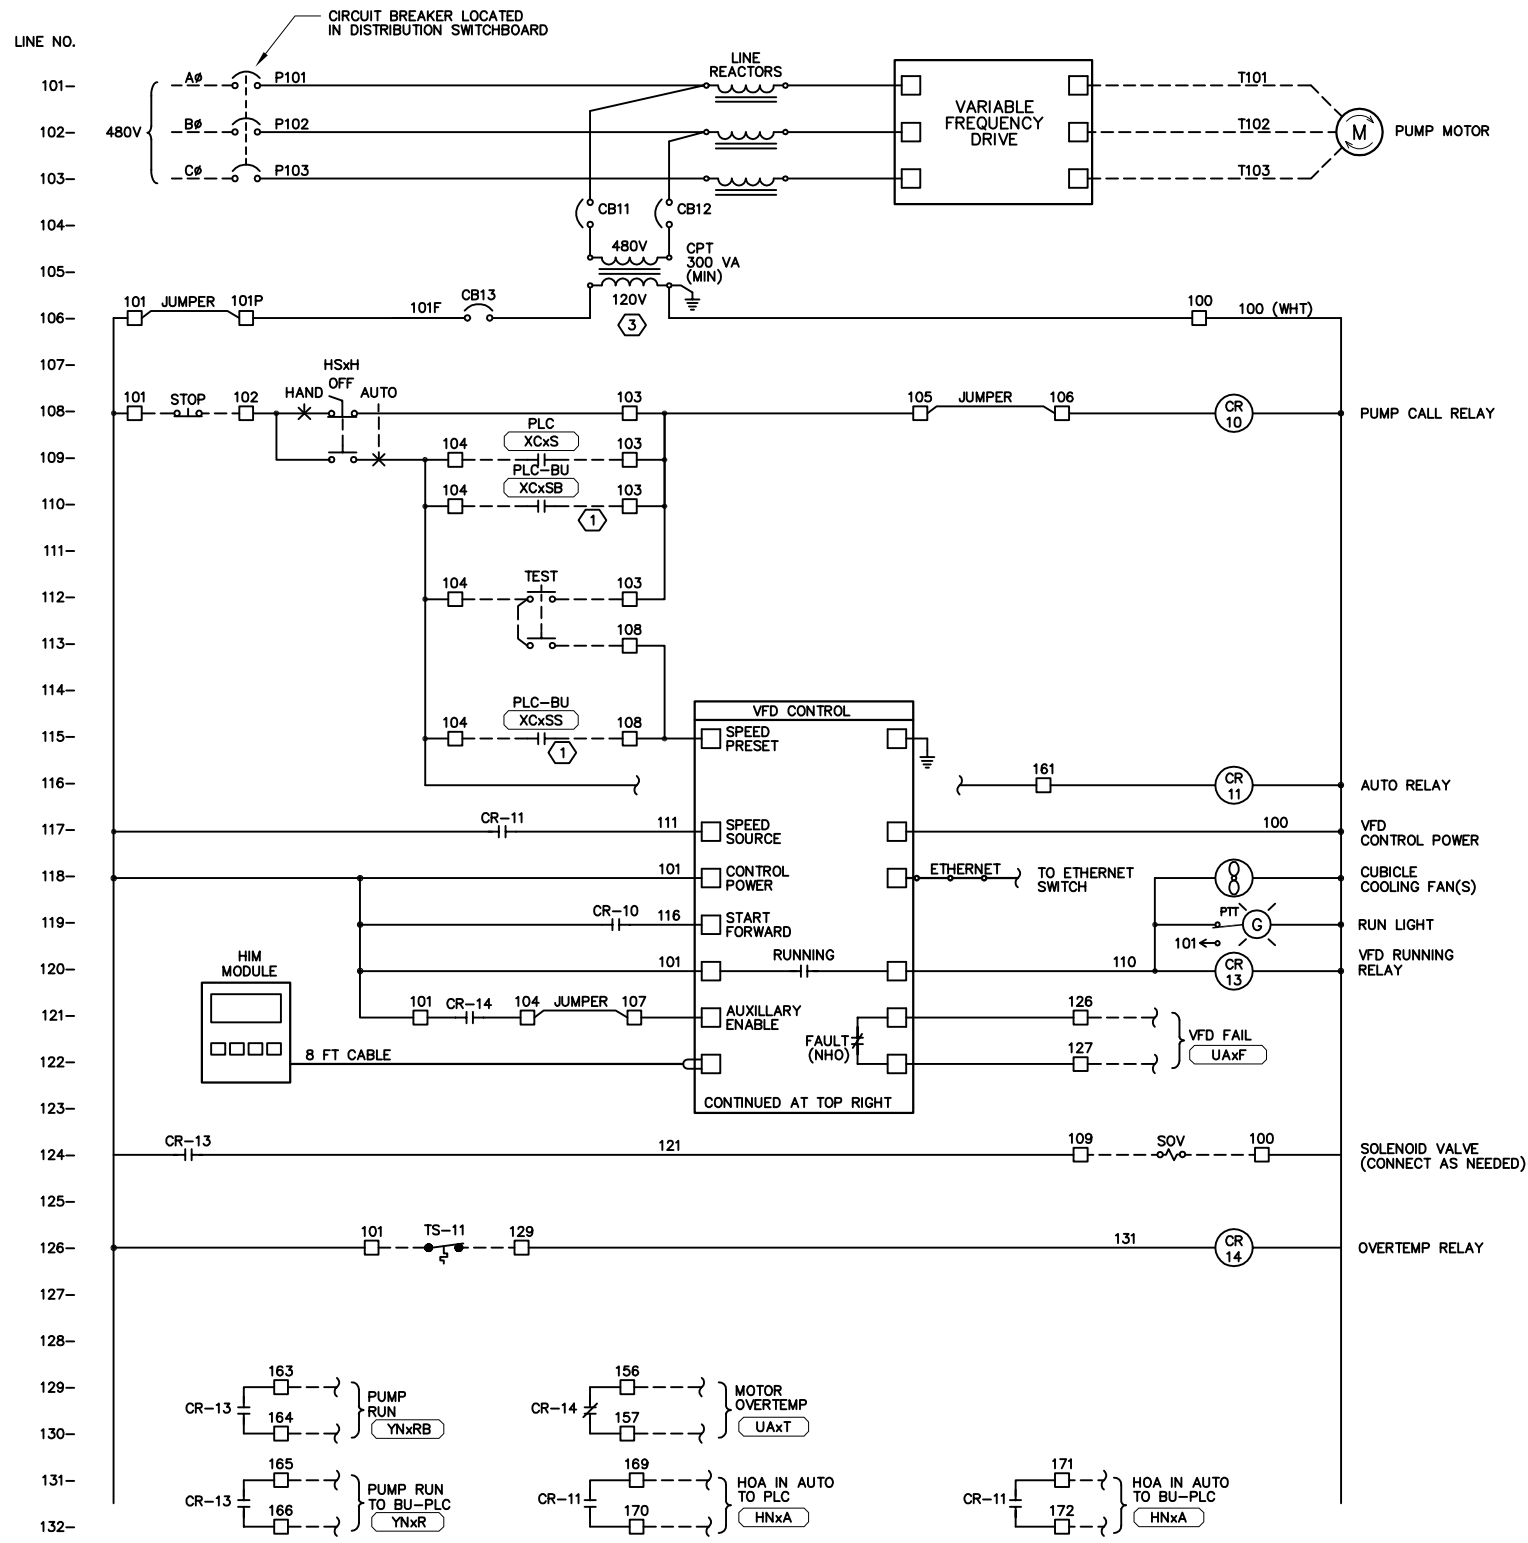 CIRCUIT BREAKER LOCATED
IN DISTRIBUTION SWITCHBOARD
LINE NO.
LINE
REACTORS
101- AØ P101 T101
VARIABLE
FREQUENCY
DRIVE
480V
102- BØ P102 T102 M PUMP MOTOR
103- CØ P103 T103
CB11 CB12
104-
480V CPT
300 VA
(MIN)
105-
120V
101 JUMPER 101P 101F CB13 100 100 (WHT)
106- 3
107-
HSxH
OFF
HAND AUTO
101 STOP 102 103 105 JUMPER 106
108- CR
10 PUMP CALL RELAY
PLC
104 XCxS 103
109-
PLC-BU
104 XCxSB 103
110- 1
111-
TEST
104 103
112-
108
113-
114-
VFD CONTROL
PLC-BU
104 XCxSS 108
115- 1 SPEED
PRESET
161
116- CR
11 AUTO RELAY
CR-11 111 100
117- SPEED
SOURCE
VFD
CONTROL POWER
101 ETHERNET
118- CONTROL
POWER
TO ETHERNET
SWITCH
CUBICLE
COOLING FAN(S)
CR-10 116 PTT
119- START
FORWARD
G RUN LIGHT
101
HIM
MODULE
101 RUNNING 110
120- CR
13 VFD RUNNING
RELAY
101 CR-14 104 JUMPER 107 126
121- AUXILLARY
ENABLE
FAULT
(NHO)
VFD FAIL
UAxF
8 FT CABLE 127
122-
123- CONTINUED AT TOP RIGHT
CR-13 121 109 SOV 100
124- SOLENOID VALVE
(CONNECT AS NEEDED)
125-
101 TS-11 129 131
126- CR
14 OVERTEMP RELAY
127-
128-
163 156
129-
CR-13 PUMP
RUN
YNxRB
CR-14 MOTOR
OVERTEMP
UAxT
164 157
130-
165 169 171
131-
CR-13 PUMP RUN
TO BU-PLC
YNxR
CR-11 HOA IN AUTO
TO PLC
HNxA
CR-11 HOA IN AUTO
TO BU-PLC
HNxA
166 170 172
132-